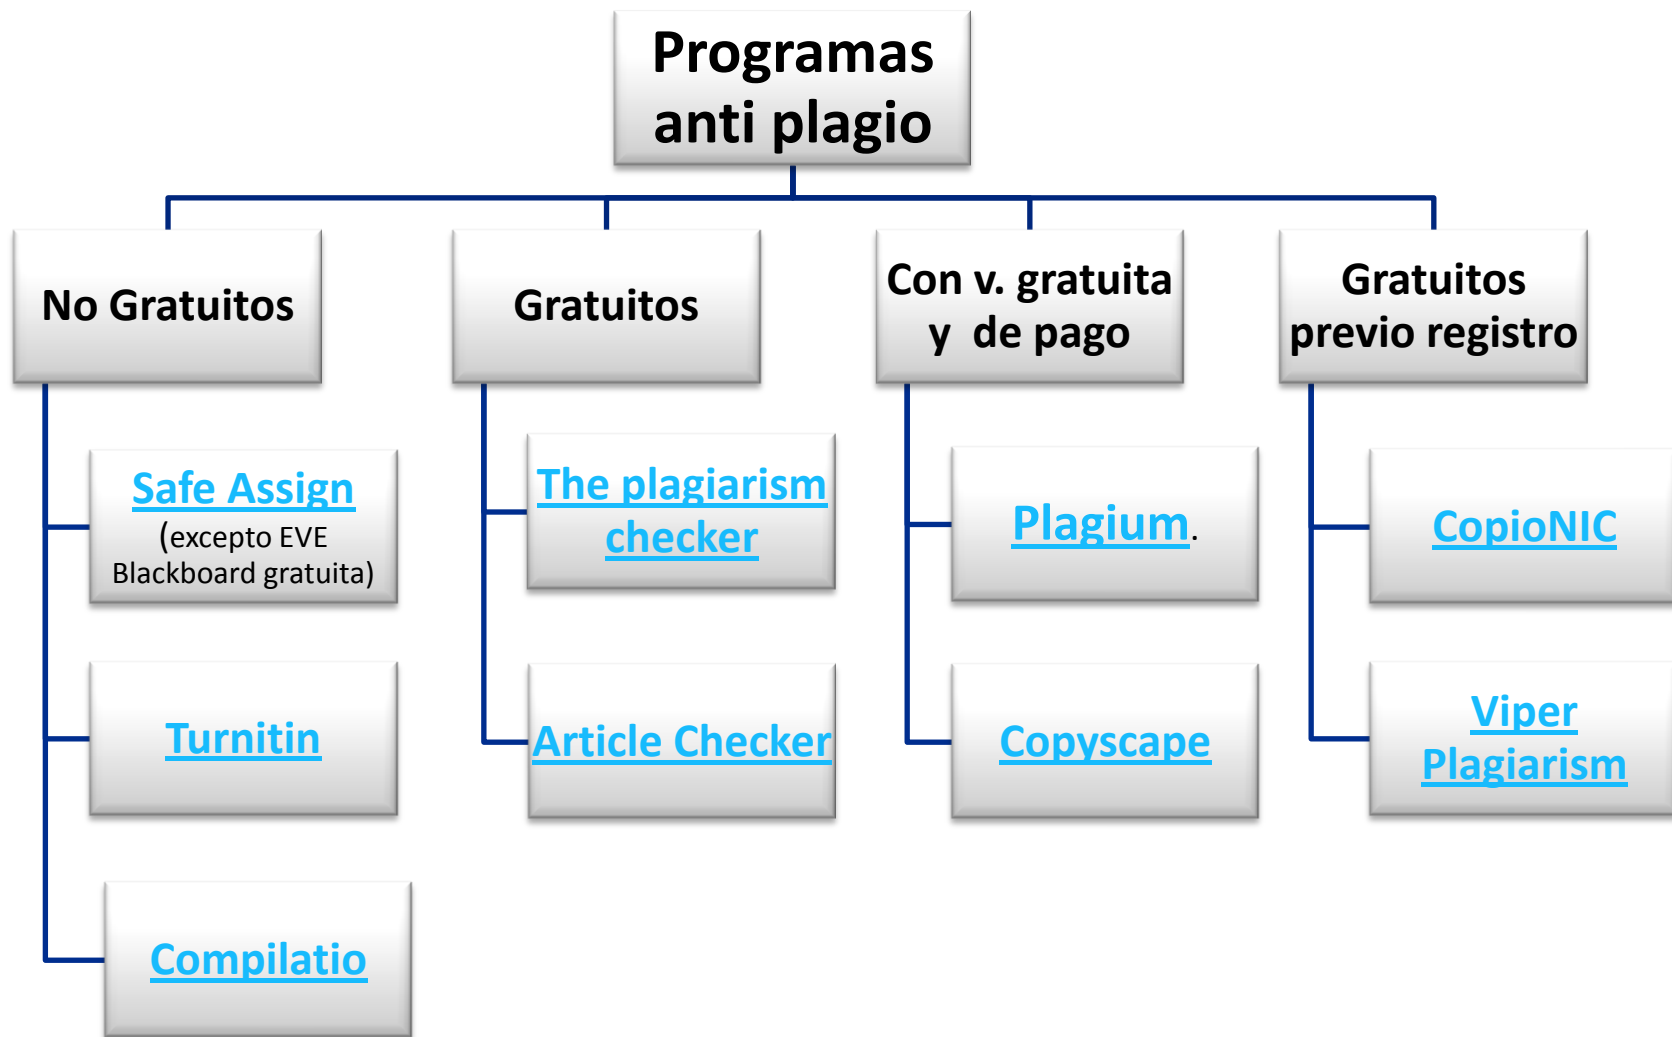 Programas
anti plagio
No Gratuitos
Gratuitos
Con v. gratuita
y de pago
Gratuitos
previo registro
Safe Assign
(excepto EVE
Blackboard gratuita)
Turnitin
Compilatio
The plagiarism
checker
Article Checker
Plagium.
Copyscape
CopioNIC
Viper
Plagiarism